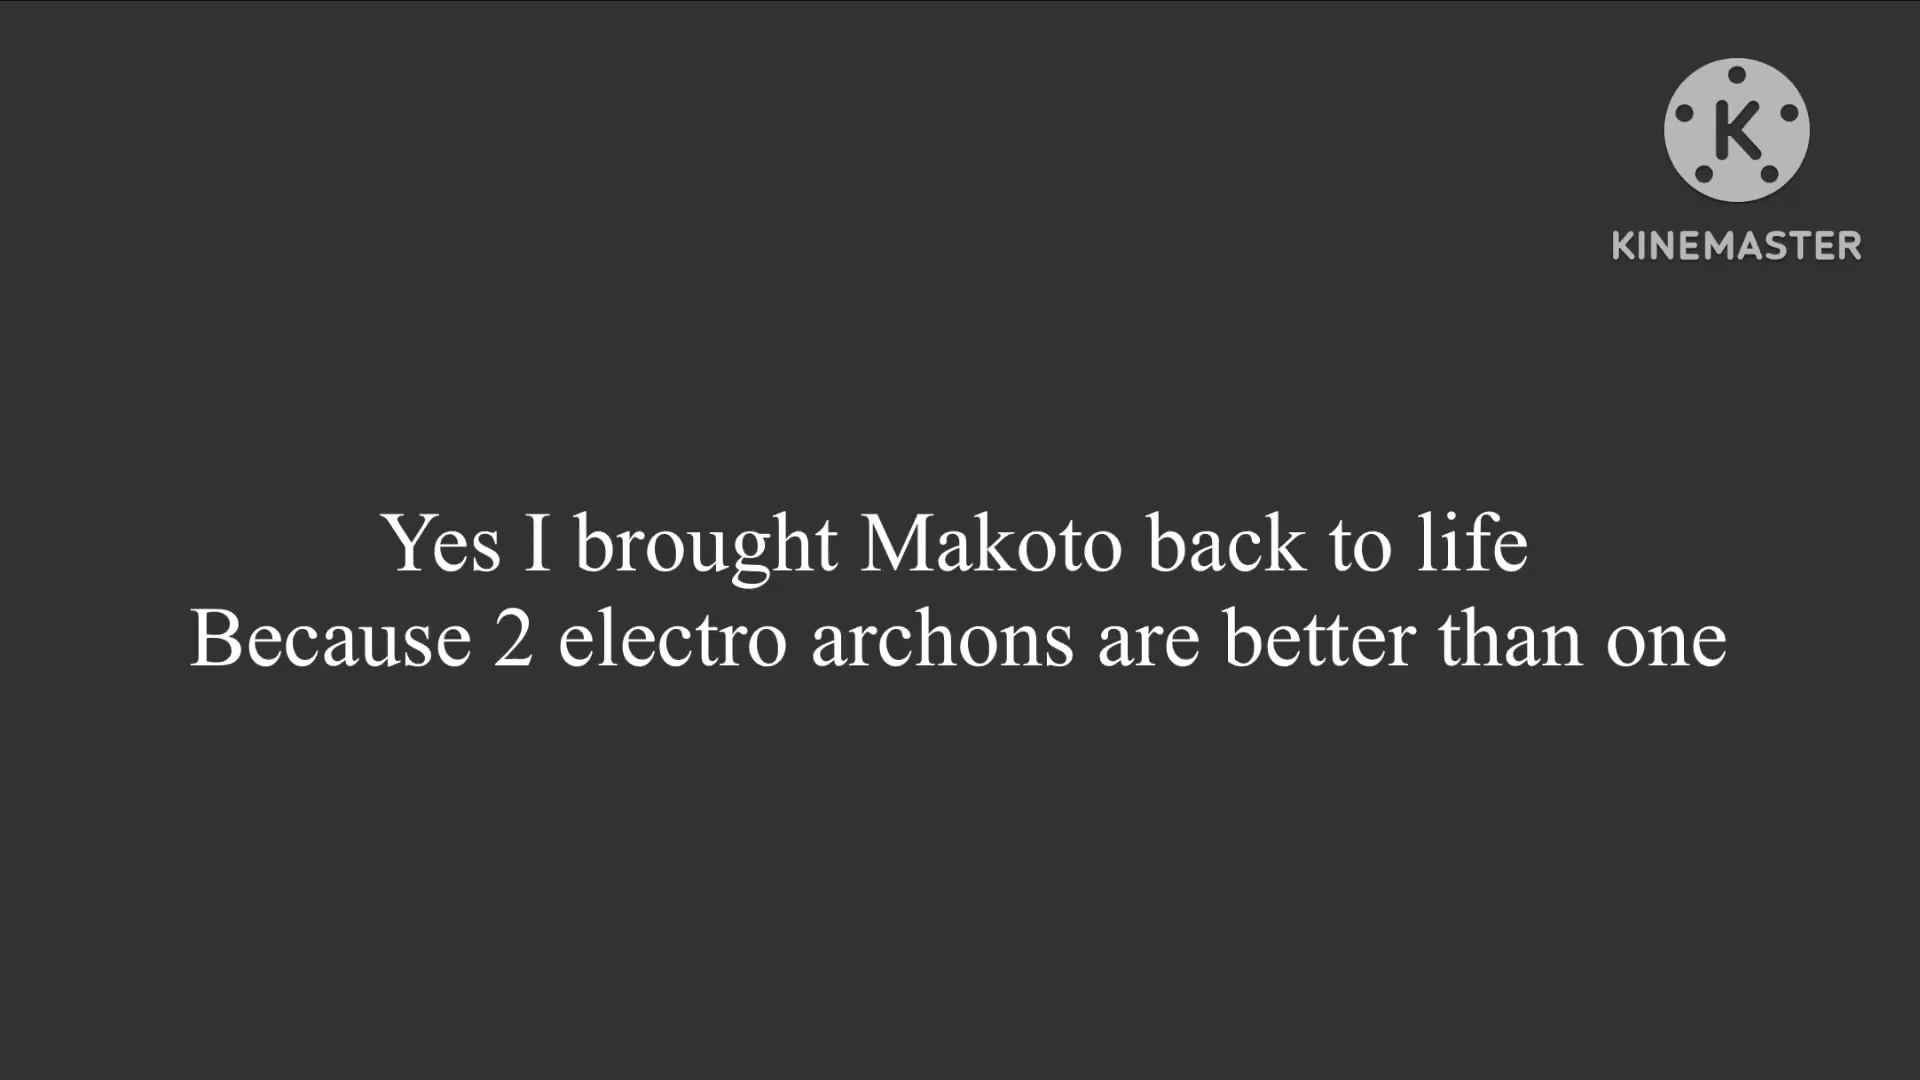 K
KINEMASTER
Yes I brought Makoto back to life
Because 2 electro archons are better than one